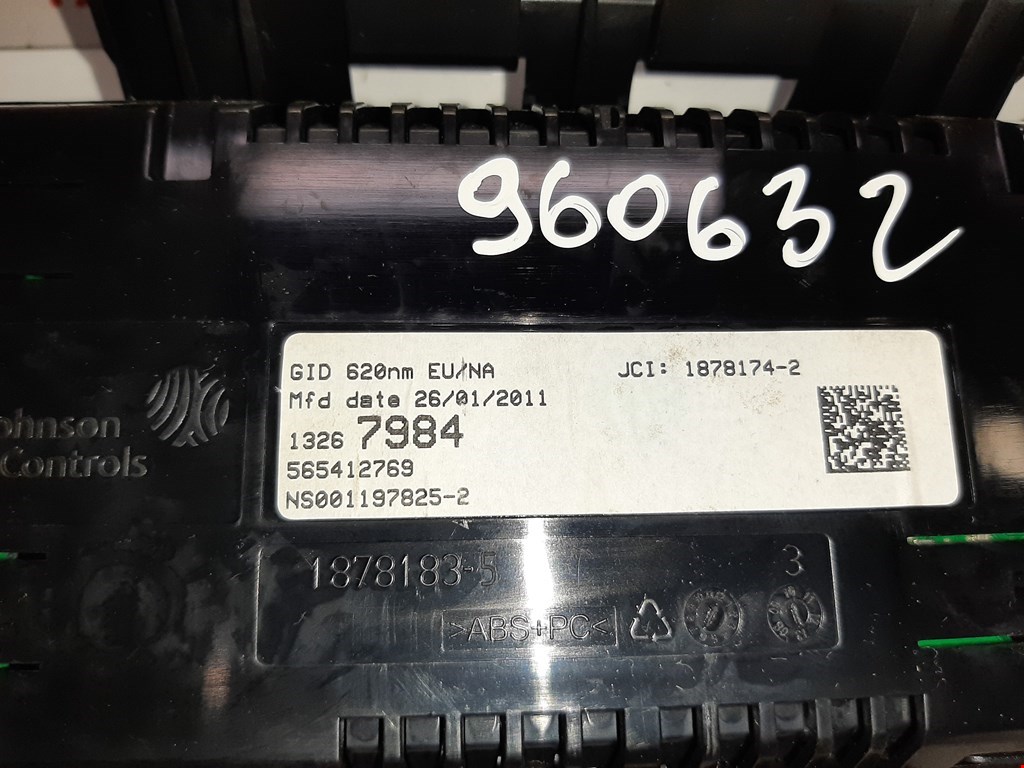 960632
GID 620nm EU/NA
JCI: 1878174-2
Mfd date 26/01/2011
1326 7984
565412769
NS001197825-2
ohnson
Controls
1878183-5
3
>ABS+PC<